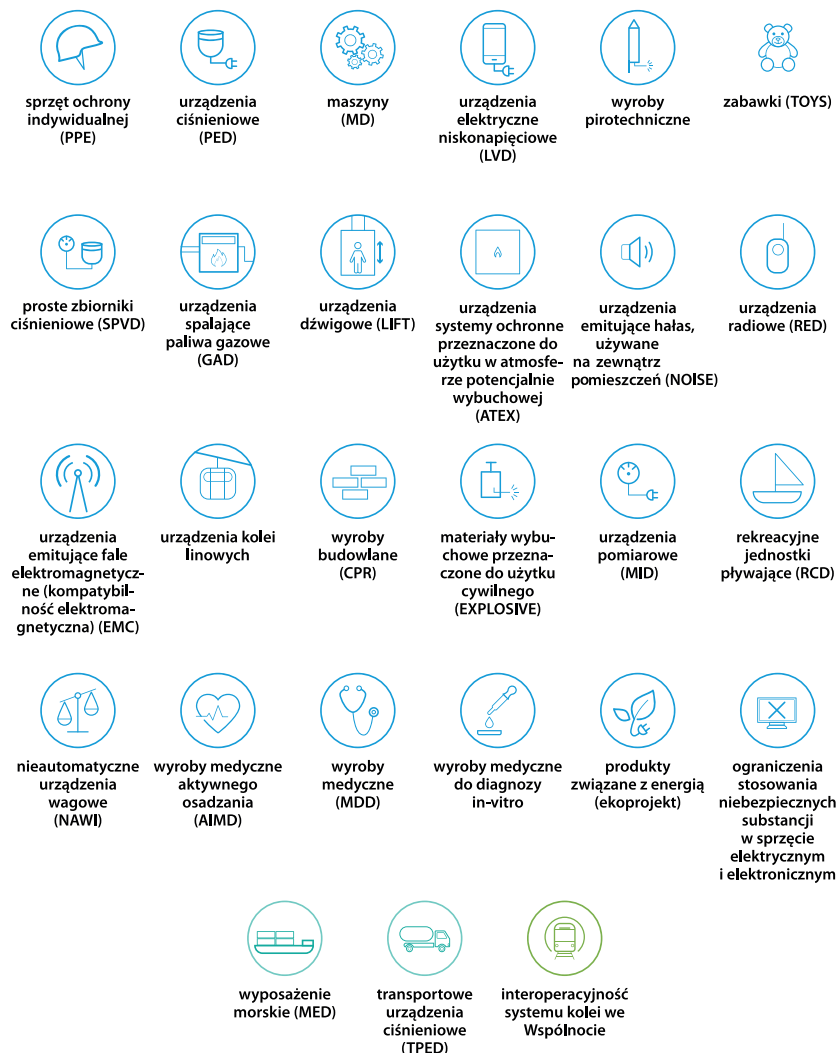 sprzęt ochrony
indywidualnej
(PPE)
urządzenia
ciśnieniowe
(PED)
maszyny
(MD)
urządzenia
elektryczne
niskonapięciowe
(LVD)
wyroby
pirotechniczne
zabawki (TOYS)
proste zbiorniki
ciśnieniowe (SPVD)
urządzenia
spalające
paliwa gazowe
(GAD)
urządzenia
dźwigowe (LIFT)
urządzenia
systemy ochronne
przeznaczone do
użytku w atmosfe-
rze potencjalnie
wybuchowej
(ATEX)
urządzenia
emitujące hałas,
używane
na zewnątrz
pomieszczeń (NOISE)
urządzenia
radiowe (RED)
urządzenia
emitujące fale
elektromagnetycz-
ne (kompatybil-
ność elektroma-
gnetyczna) (EMC)
urządzenia kolei
linowych
wyroby
budowlane
(CPR)
materiały wybu-
chowe przezna-
czone do użytku
cywilnego
(EXPLOSIVE)
urządzenia
pomiarowe
(MID)
rekreacyjne
jednostki
pływające (RCD)
nieautomatyczne
urządzenia
wagowe
(NAWI)
wyroby medyczne
aktywnego
osadzania
(AIMD)
wyroby
medyczne
(MDD)
wyroby medyczne
do diagnozy
in-vitro
produkty
związane z energią
(ekoprojekt)
ograniczenia
stosowania
niebezpiecznych
substancji
w sprzęcie
elektrycznym
i elektronicznym
wyposażenie
morskie (MED)
transportowe
urządzenia
ciśnieniowe
(TPED)
interoperacyjność
systemu kolei we
Wspólnocie